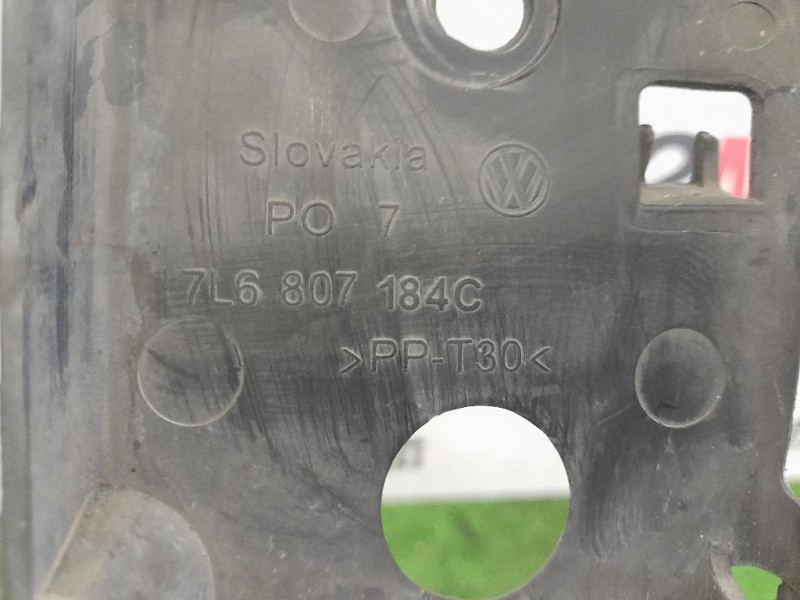 Slovakia
PO 7
7L6 807 184C
>PP-T30<